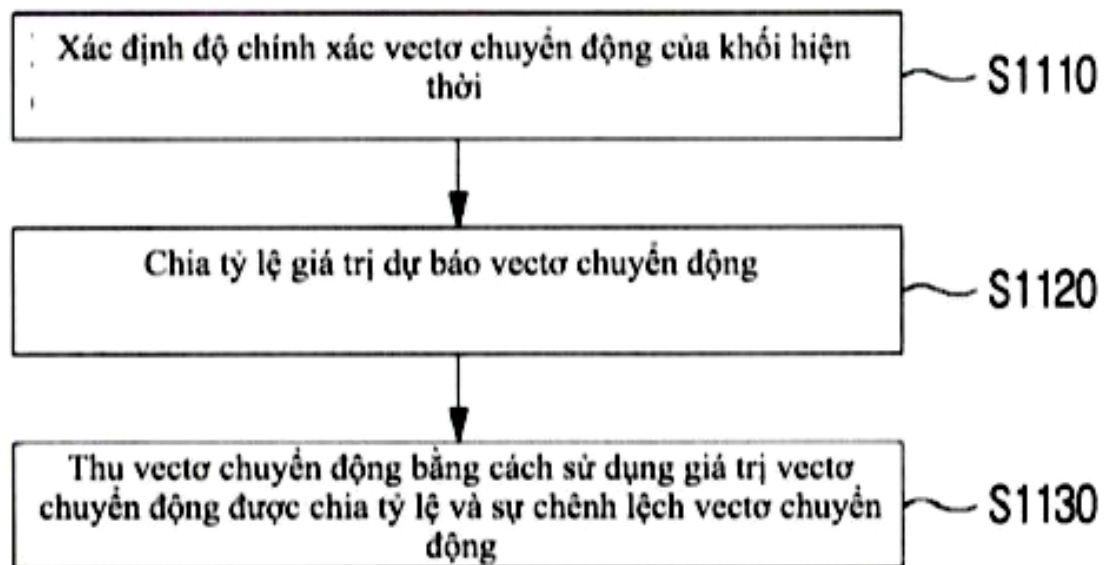 Xác định độ chính xác vectơ chuyển động của khối hiện
thời
S1110
Chia tỷ lệ giá trị dự báo vectơ chuyển động
S1120
Thu vectơ chuyển động bằng cách sử dụng giá trị vectơ
chuyển động được chia tỷ lệ và sự chênh lệch vectơ chuyển
động
S1130